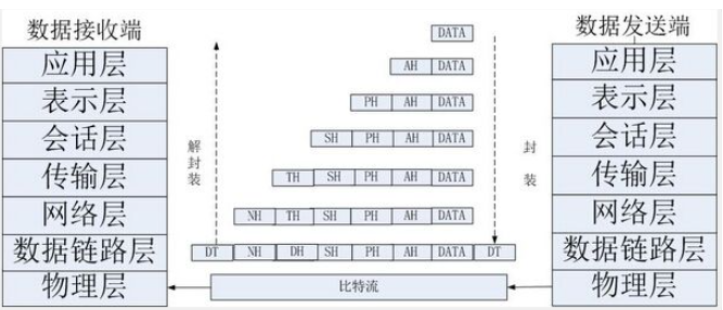 数据接收端
数据发送端
DATA
应用层
AH DATA
应用层
表示层
PH AH DATA
表示层
会话层
SH PH AH DATA
会话层
解封装
封装
传输层
TH SH PH AH DATA
传输层
网络层
NH TH SH PH AH DATA
网络层
数据链路层
DT NH DH SH PH AH DATA DT
数据链路层
物理层
比特流
物理层